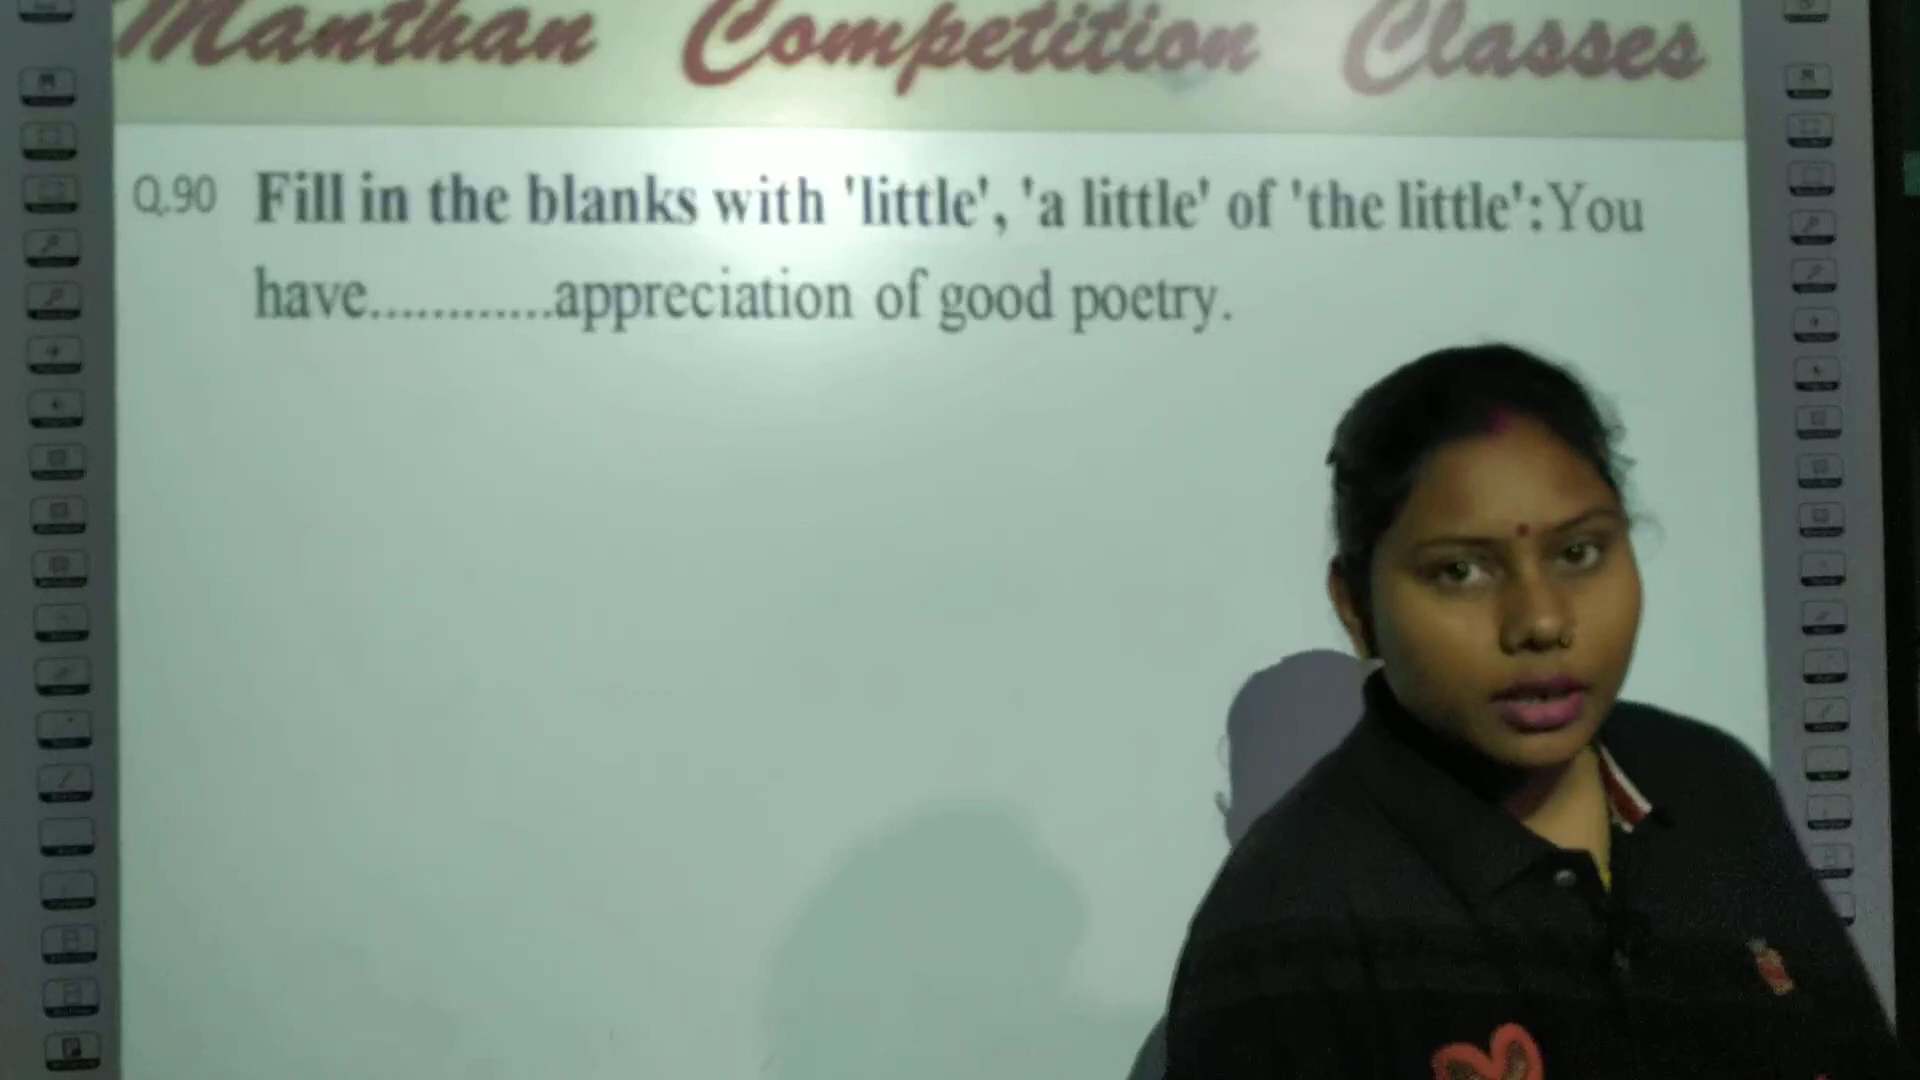 Manthan Competition Classes
Q.90 Fill in the blanks with 'little', 'a little' of 'the little':You
have............appreciation of good poetry.